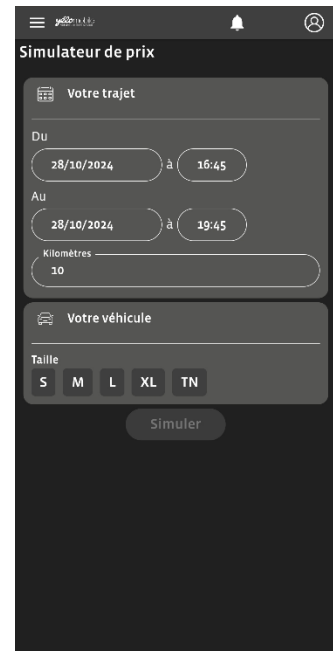 yélomobile
Simulateur de prix
Votre trajet
Du
28/10/2024 à 16:45
Au
28/10/2024 à 19:45
Kilomètres
10
Votre véhicule
Taille
S M L XL TN
Simuler